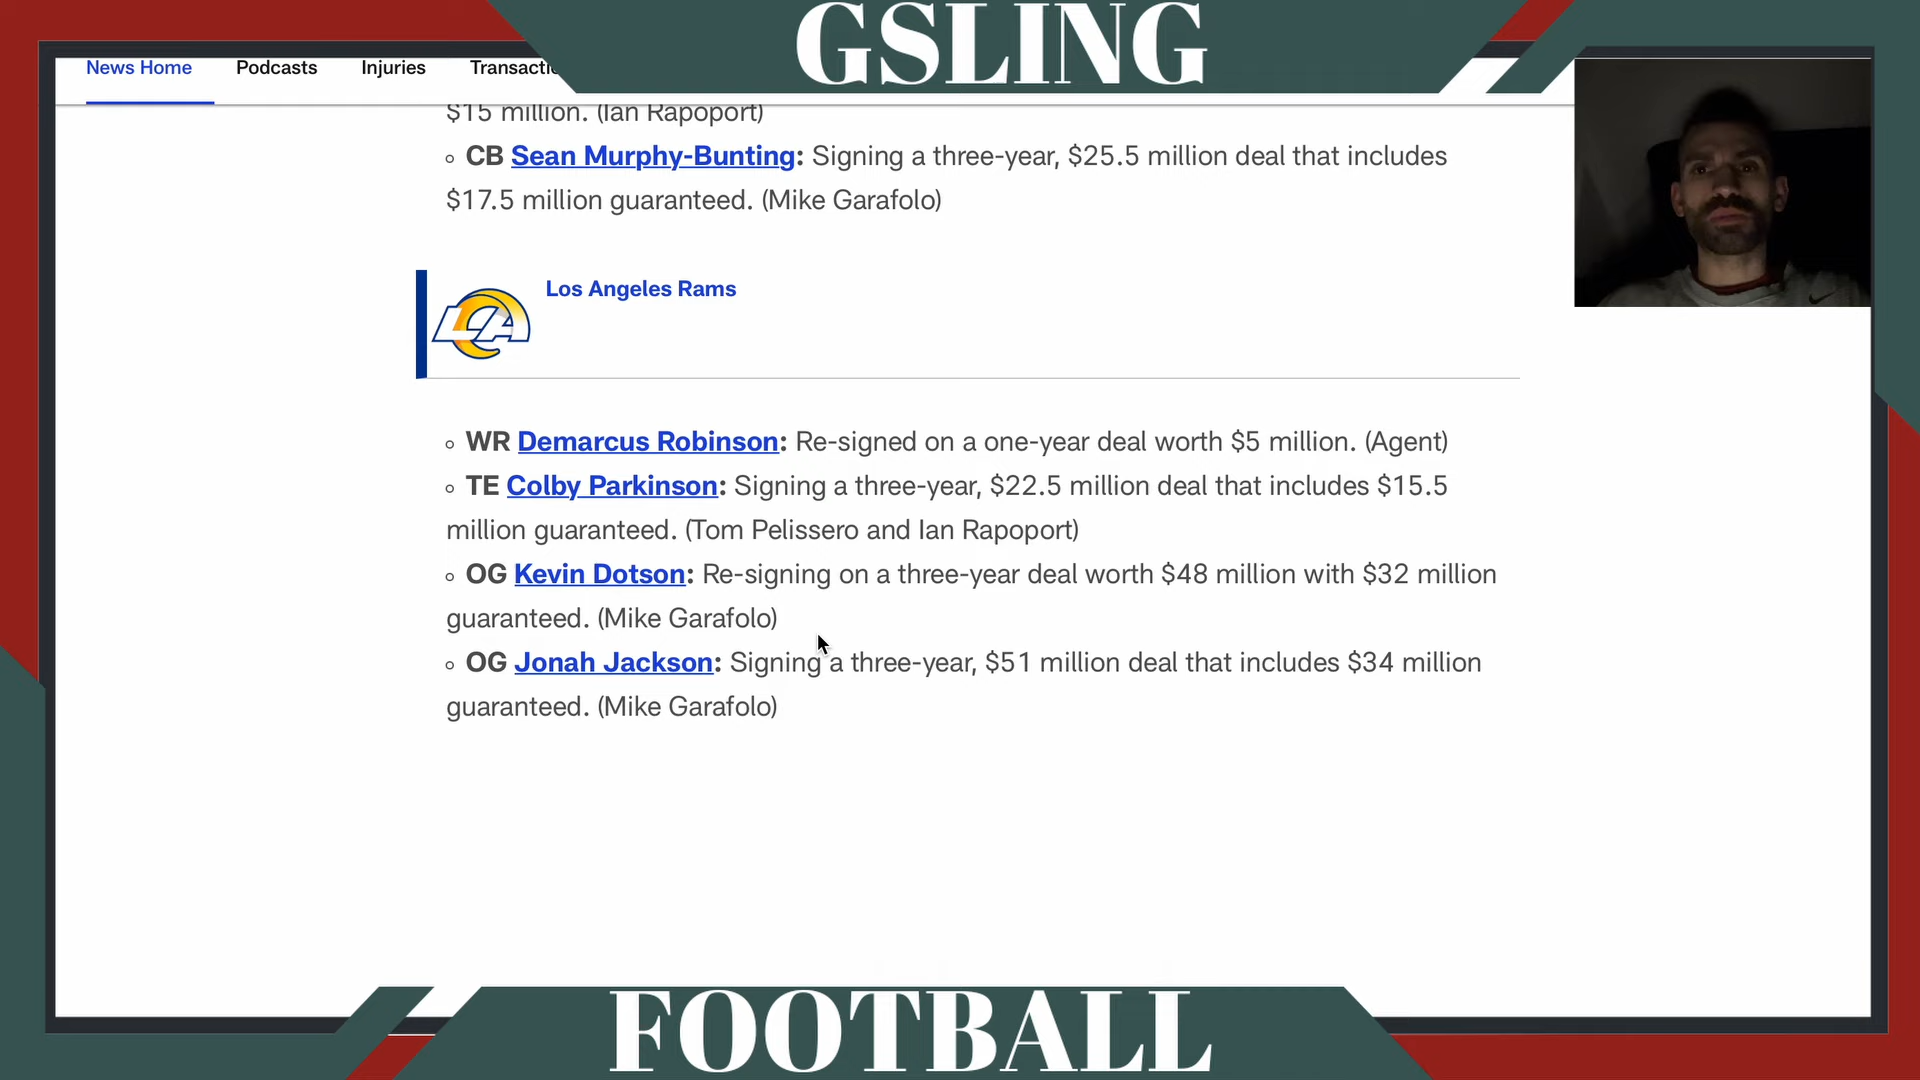 GSLING
News Home Podcasts Injuries Transactio
$15 million. (Ian Rapoport)
◦ CB Sean Murphy-Bunting: Signing a three-year, $25.5 million deal that includes
$17.5 million guaranteed. (Mike Garafolo)
LA
Los Angeles Rams
◦ WR Demarcus Robinson: Re-signed on a one-year deal worth $5 million. (Agent)
◦ TE Colby Parkinson: Signing a three-year, $22.5 million deal that includes $15.5
million guaranteed. (Tom Pelissero and Ian Rapoport)
◦ OG Kevin Dotson: Re-signing on a three-year deal worth $48 million with $32 million
guaranteed. (Mike Garafolo)
◦ OG Jonah Jackson: Signing a three-year, $51 million deal that includes $34 million
guaranteed. (Mike Garafolo)
FOOTBALL